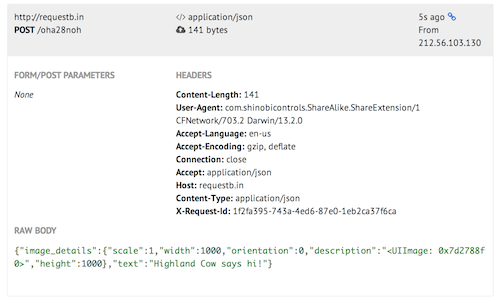 http://requestb.in
POST /oha28noh
</> application/json
141 bytes
5s ago
From
212.56.103.130
FORM/POST PARAMETERS
None
HEADERS
Content-Length: 141
User-Agent: com.shinobicontrols.ShareAlike.ShareExtension/1
CFNetwork/703.2 Darwin/13.2.0
Accept-Language: en-us
Accept-Encoding: gzip, deflate
Connection: close
Accept: application/json
Host: requestb.in
Content-Type: application/json
X-Request-Id: 1f2fa395-743a-4ed6-87e0-1eb2ca37f6ca
RAW BODY
{"image_details":{"scale":1,"width":1000,"orientation":0,"description":"<UIImage: 0x7d2788f
0>","height":1000},"text":"Highland Cow says hi!"}